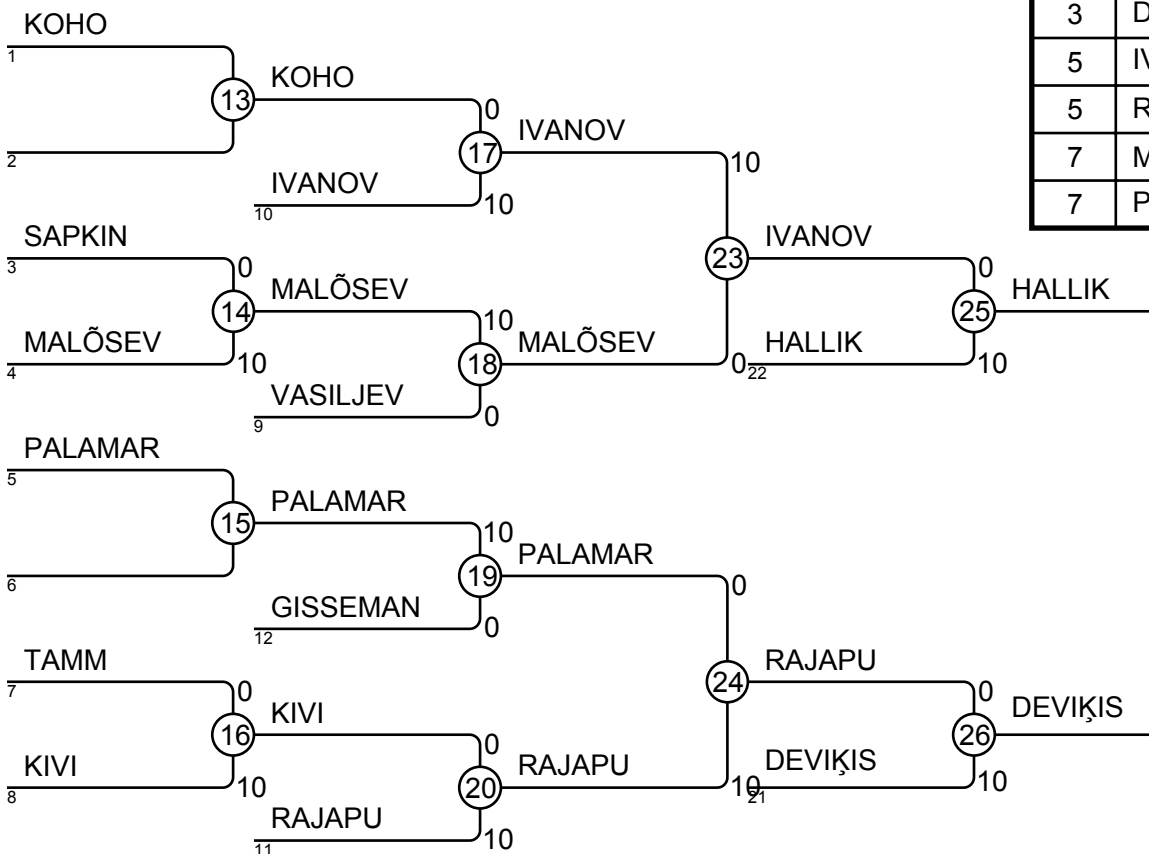 KOHO
3 D
1
5 IV
13
KOHO
0
5 R
2
17
IVANOV
10
7 M
IVANOV
10
10
7 P
SAPKIN
3
0
23
IVANOV
0
14
MALÕSEV
10
25
HALLIK
MALÕSEV
4
10
18
MALÕSEV
0
22
HALLIK
10
VASILJEV
9
0
PALAMAR
5
15
PALAMAR
10
6
19
PALAMAR
0
GISSEMAN
12
0
TAMM
7
0
24
RAJAPU
0
16
KIVI
0
26
DEVIĶIS
KIVI
8
10
20
RAJAPU
10
21
DEVIĶIS
10
RAJAPU
11
10